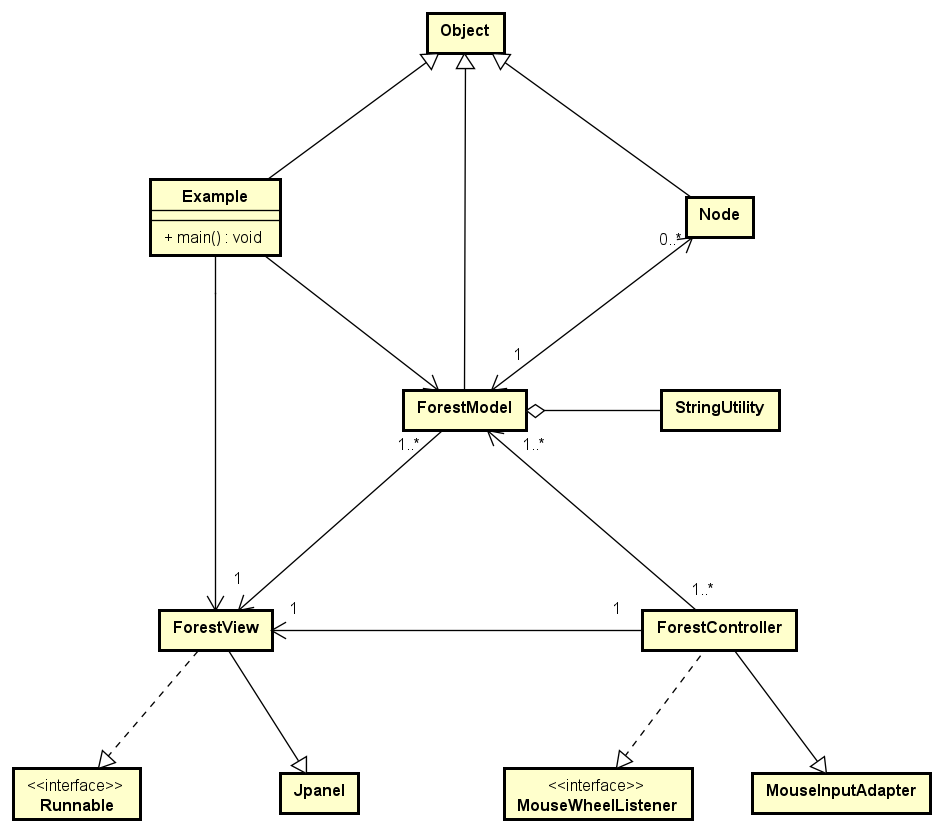 Object
Example
+ main() : void
Node
0..*
1
ForestModel
StringUtility
1..*
1..*
1
1..*
1
1
ForestView
ForestController
<<interface>>
Runnable
Jpanel
<<interface>>
MouseWheelListener
MouseInputAdapter